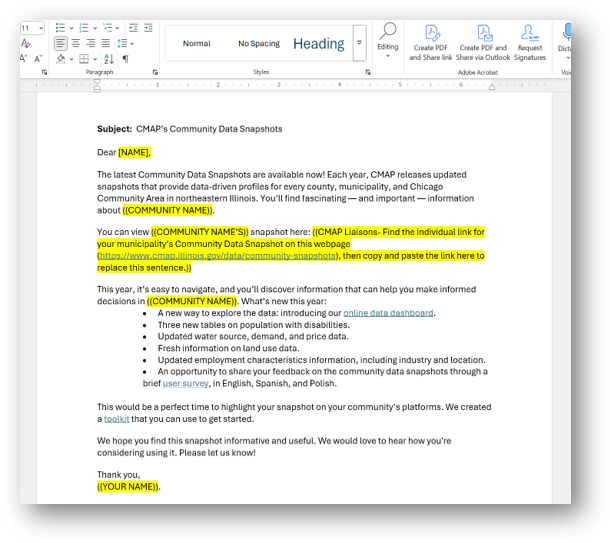 11
Normal
No Spacing
Heading
Editing
Create PDF
and Share link
Create PDF and
Share via Outlook
Request
Signatures
Paragraph
Styles
Adobe Acrobat
1 2 3 4 5 6
Subject: CMAP's Community Data Snapshots
Dear [NAME],
The latest Community Data Snapshots are available now! Each year, CMAP releases updated
snapshots that provide data-driven profiles for every county, municipality, and Chicago
Community Area in northeastern Illinois. You'll find fascinating — and important — information
about ((COMMUNITY NAME)).
You can view ((COMMUNITY NAME'S)) snapshot here: ((CMAP Liaisons- Find the individual link for
your municipality's Community Data Snapshot on this webpage
(https://www.cmap.illinois.gov/data/community-snapshots), then copy and paste the link here to
replace this sentence.))
This year, it's easy to navigate, and you'll discover information that can help you make informed
decisions in ((COMMUNITY NAME)). What's new this year:
• A new way to explore the data: introducing our online data dashboard.
• Three new tables on population with disabilities.
• Updated water source, demand, and price data.
• Fresh information on land use data.
• Updated employment characteristics information, including industry and location.
• An opportunity to share your feedback on the community data snapshots through a
brief user survey, in English, Spanish, and Polish.
This would be a perfect time to highlight your snapshot on your community's platforms. We created
a toolkit that you can use to get started.
We hope you find this snapshot informative and useful. We would love to hear how you're
considering using it. Please let us know!
Thank you,
((YOUR NAME)).